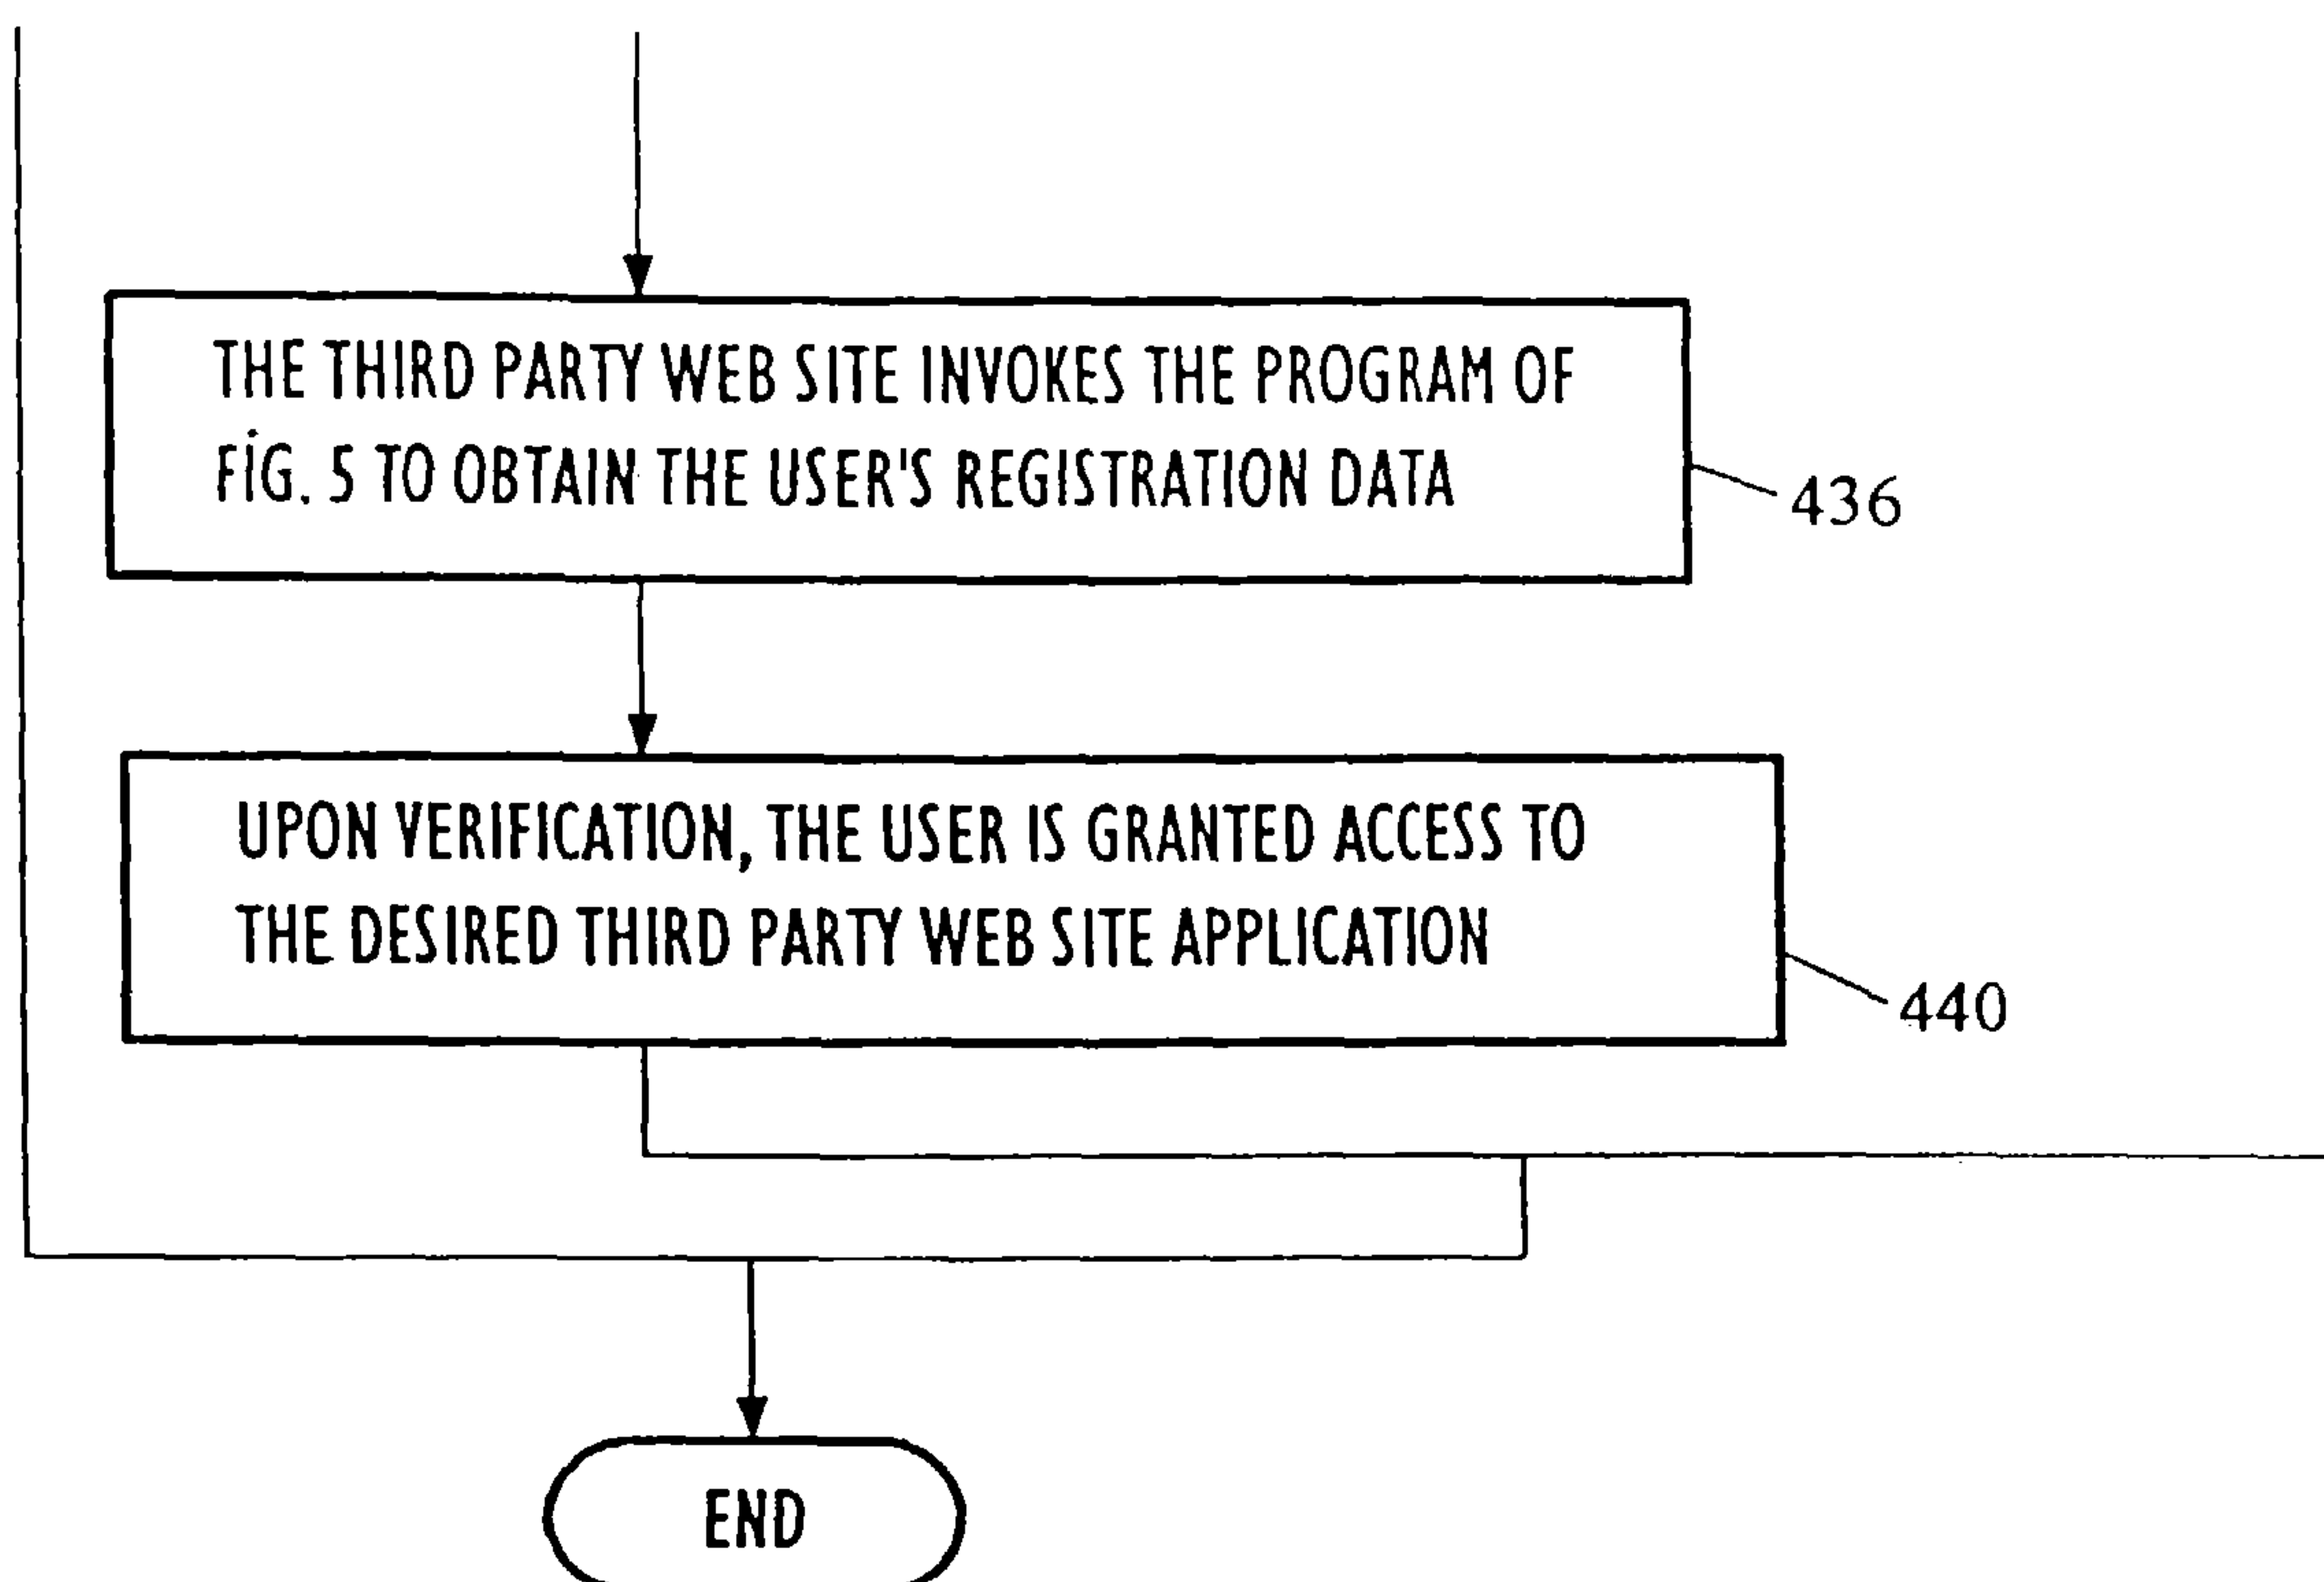 THE THIRD PARTY WEB SITE INVOKES THE PROGRAM OF
FIG. 5 TO OBTAIN THE USER'S REGISTRATION DATA
436
UPON VERIFICATION, THE USER IS GRANTED ACCESS TO
THE DESIRED THIRD PARTY WEB SITE APPLICATION
440
END